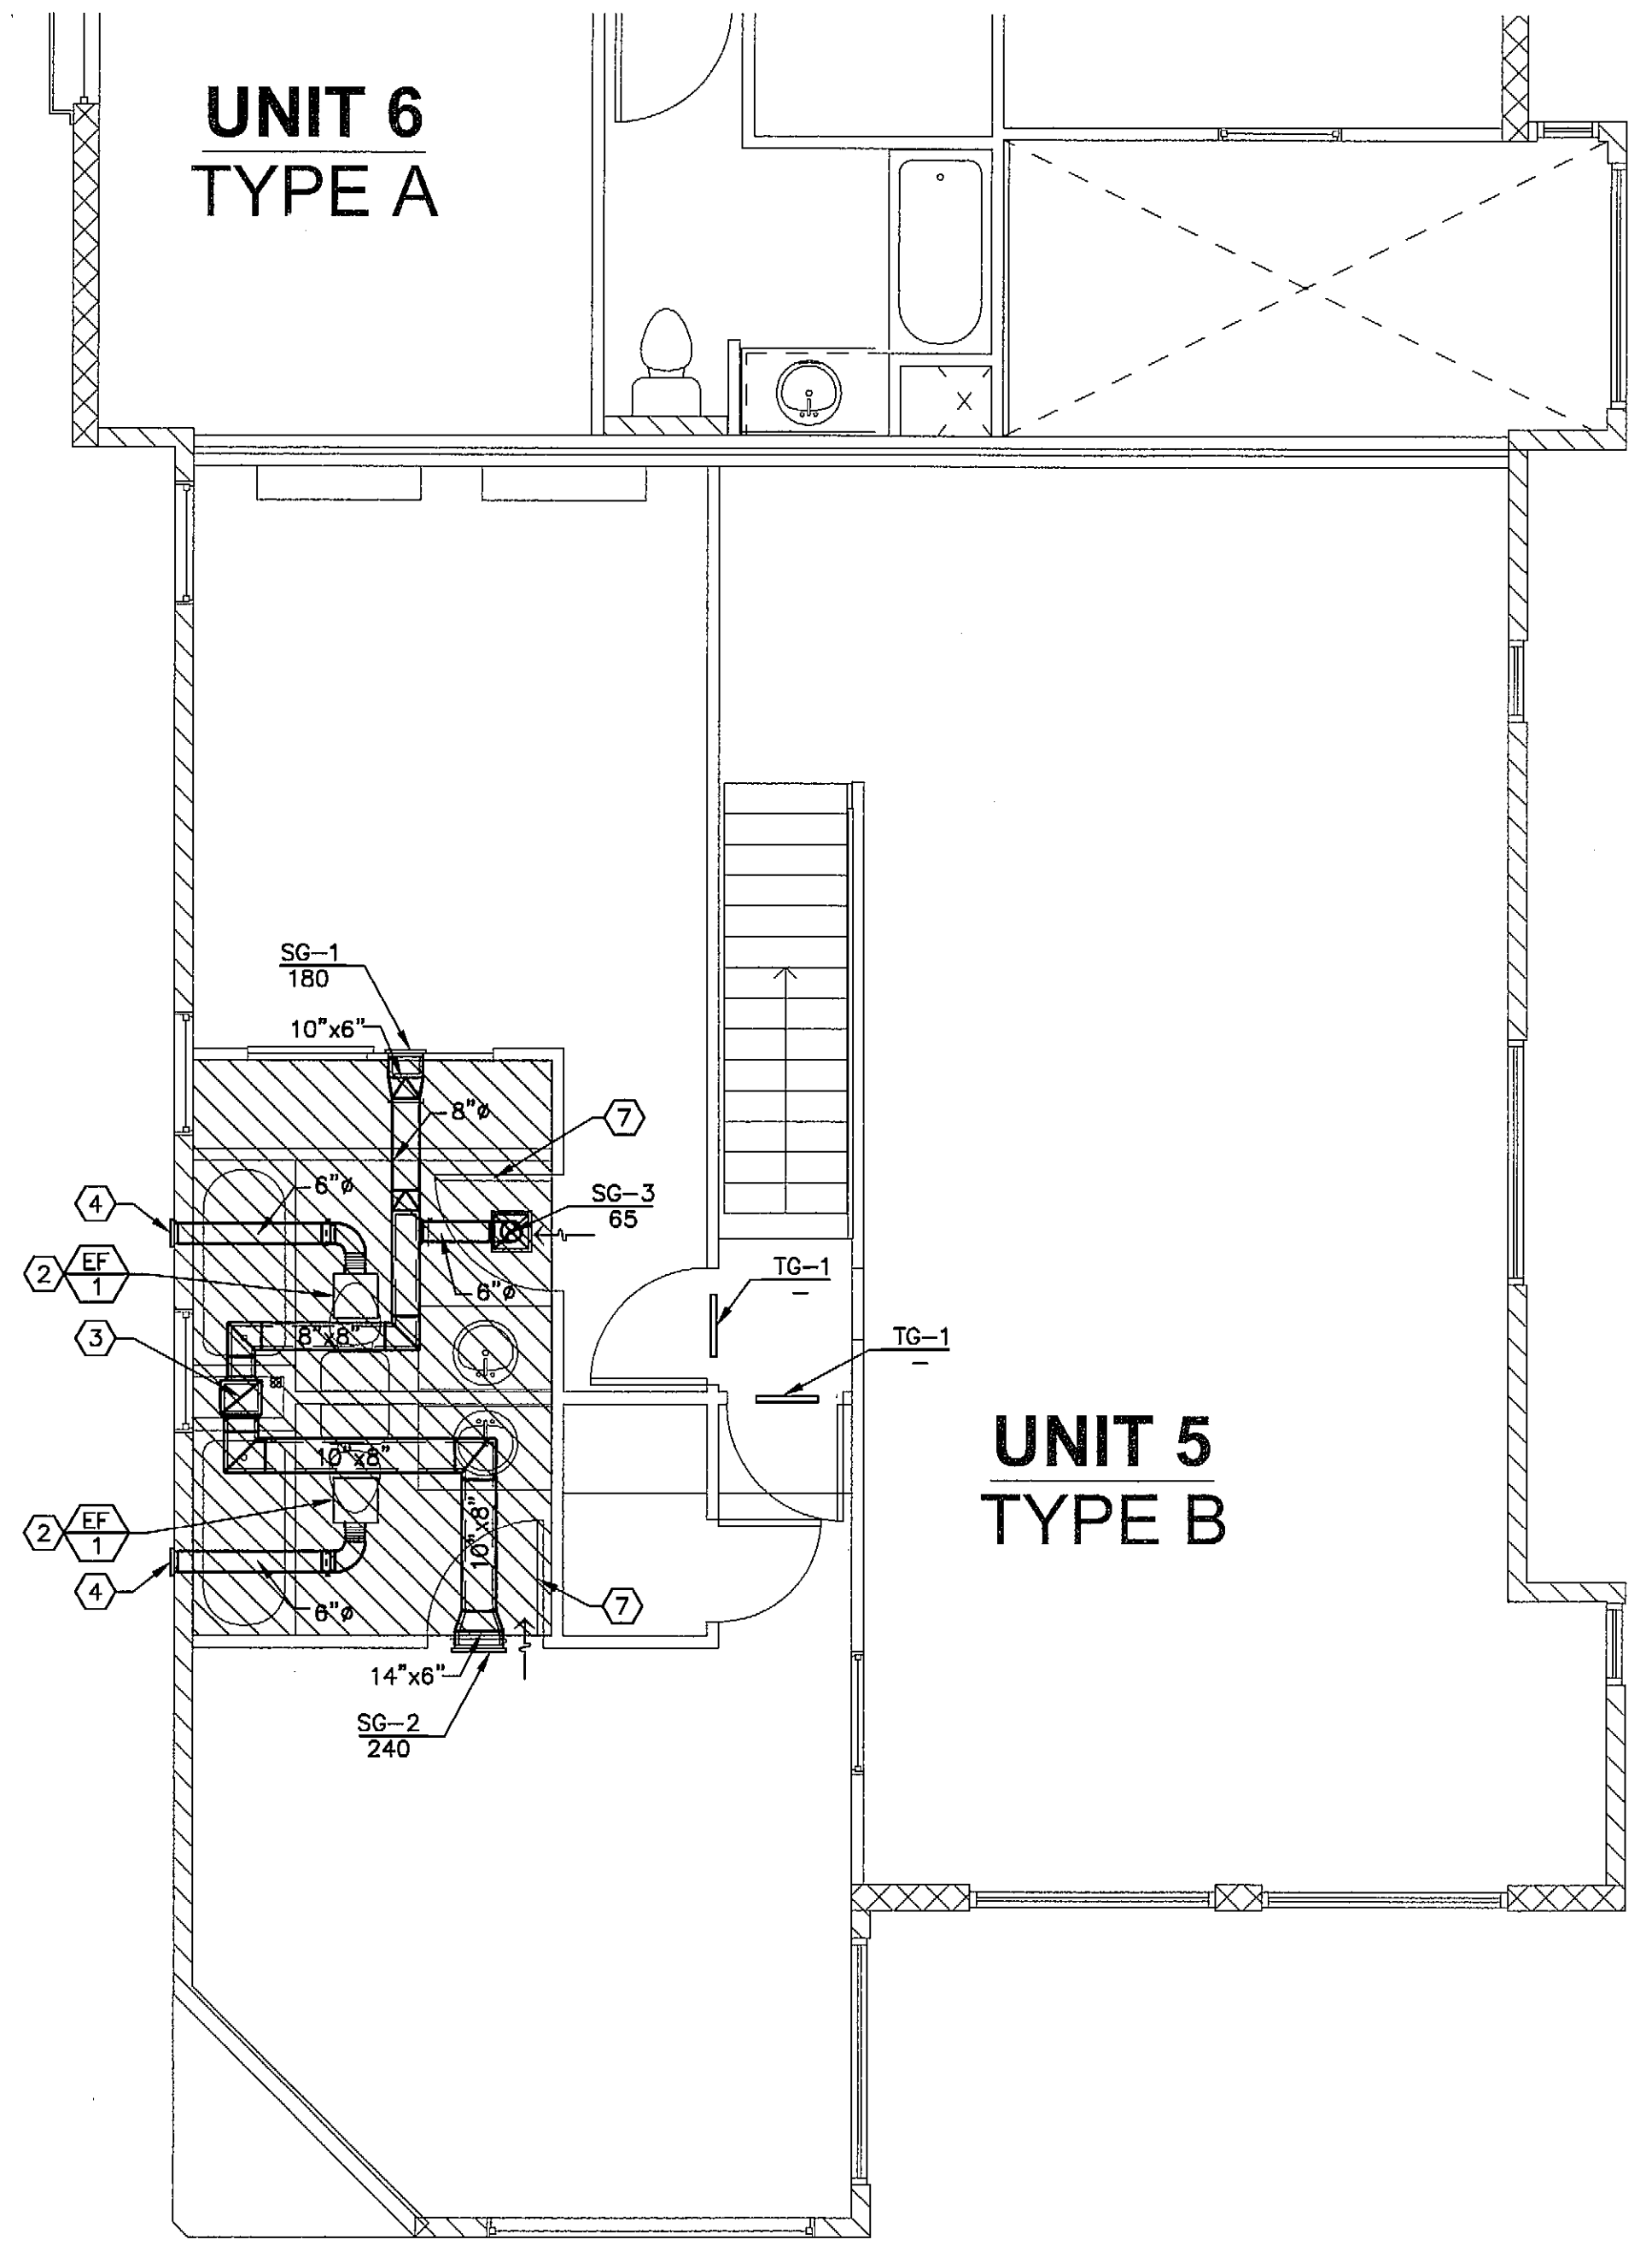 UNIT 6
TYPE A
SG-1
180
10"x6"
8"ø
7
6"ø
4
SG-3
65
2
EF
1
6"ø
TG-1
3
8"x8"
TG-1
UNIT 5
TYPE B
10"x8"
2
EF
1
10"x8"
4
6"ø
7
14"x6"
SG-2
240